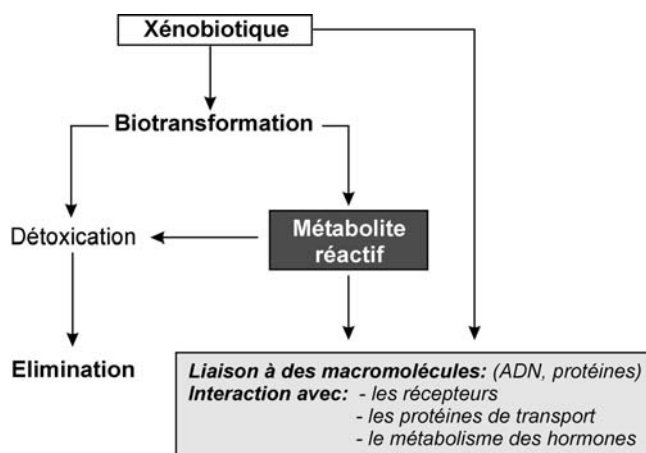 Xénobiotique
Biotransformation
Détoxication
Métabolite
réactif
Elimination
Liaison à des macromolécules: (ADN, protéines)
Interaction avec: - les récepteurs
- les protéines de transport
- le métabolisme des hormones